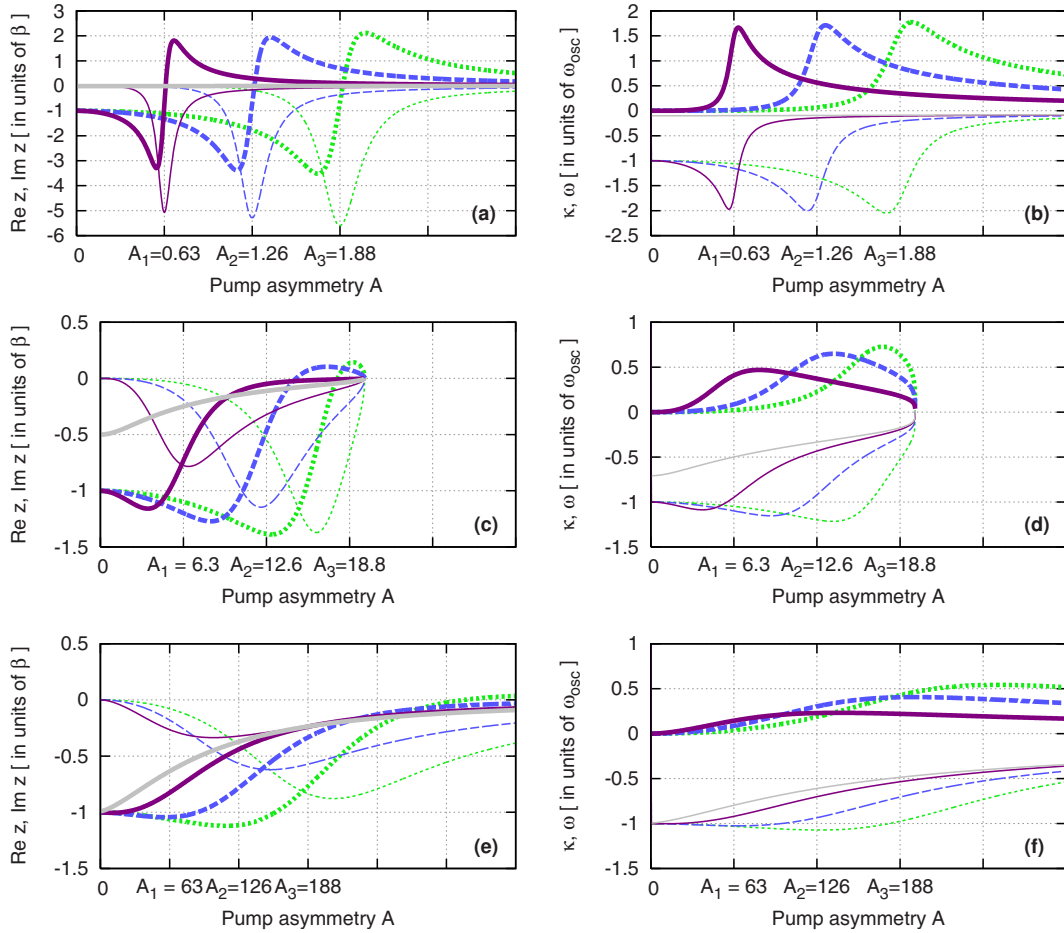 Re z, Im z [ in units of β ]
3
2
1
0
-1
-2
-3
-4
-5
-6
(a)
0 A1=0.63 A2=1.26 A3=1.88
Pump asymmetry A
κ, ω [ in units of ωosc ]
2
1.5
1
0.5
0
-0.5
-1
-1.5
-2
-2.5
(b)
0 A1=0.63 A2=1.26 A3=1.88
Pump asymmetry A
Re z, Im z [ in units of β ]
0.5
0
-0.5
-1
-1.5
(c)
0 A1 = 6.3 A2=12.6 A3=18.8
Pump asymmetry A
κ, ω [ in units of ωosc ]
1
0.5
0
-0.5
-1
-1.5
(d)
0 A1 = 6.3 A2=12.6 A3=18.8
Pump asymmetry A
Re z, Im z [ in units of β ]
0.5
0
-0.5
-1
-1.5
(e)
0 A1 = 63 A2=126 A3=188
Pump asymmetry A
κ, ω [ in units of ωosc ]
1
0.5
0
-0.5
-1
-1.5
(f)
0 A1 = 63 A2=126 A3=188
Pump asymmetry A